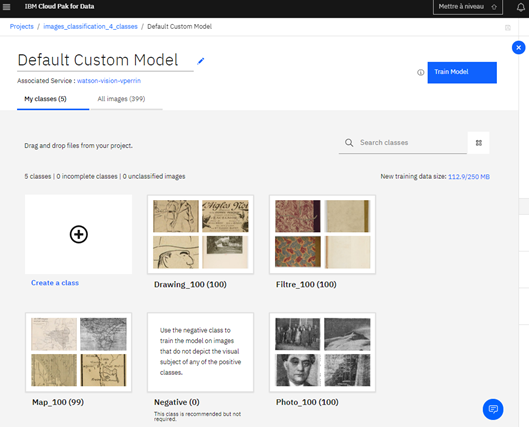 IBM Cloud Pak for Data
Mettre à niveau
Projects / images_classification_4_classes / Default Custom Model
Default Custom Model
Associated Service : watson-vision-vperrin
Train Model
My classes (5)
All images (399)
Drag and drop files from your project.
Search classes
5 classes | 0 incomplete classes | 0 unclassified images
New training data size: 112.9/250 MB
Create a class
Drawing_100 (100)
Filtre_100 (100)
Map_100 (99)
Use the negative class to
train the model on images
that do not depict the visual
subject of any of the positive
classes.
Negative (0)
This class is recommended but not
required.
Photo_100 (100)